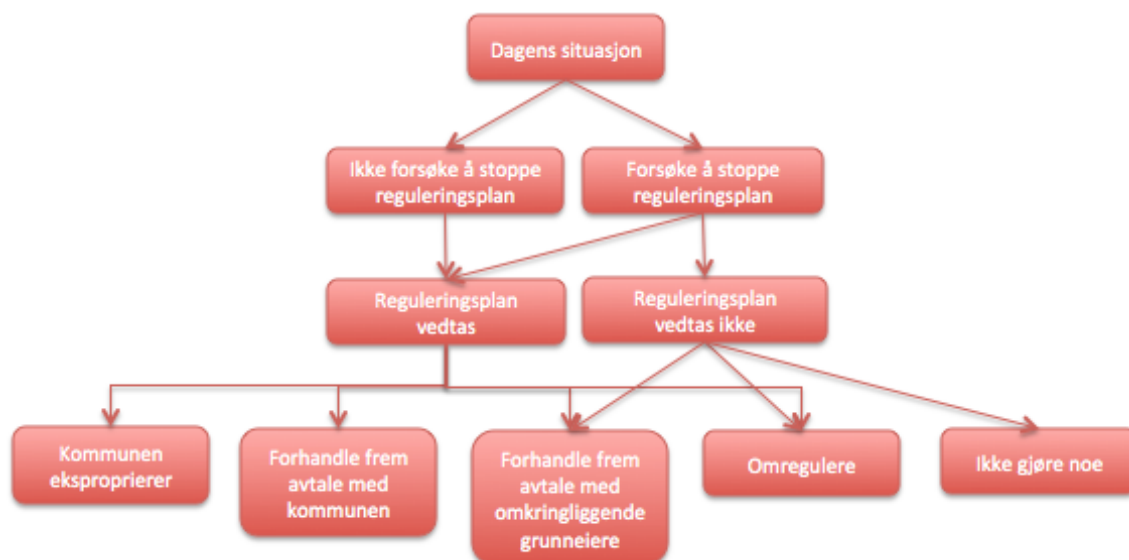 Dagens situasjon
Ikke forsøke å stoppe
reguleringsplan
Forsøke å stoppe
reguleringsplan
Reguleringsplan
vedtas
Reguleringsplan
vedtas ikke
Kommunen
eksproprierer
Forhandle frem
avtale med
kommunen
Forhandle frem
avtale med
omkringliggende
grunneiere
Omregulere
Ikke gjøre noe